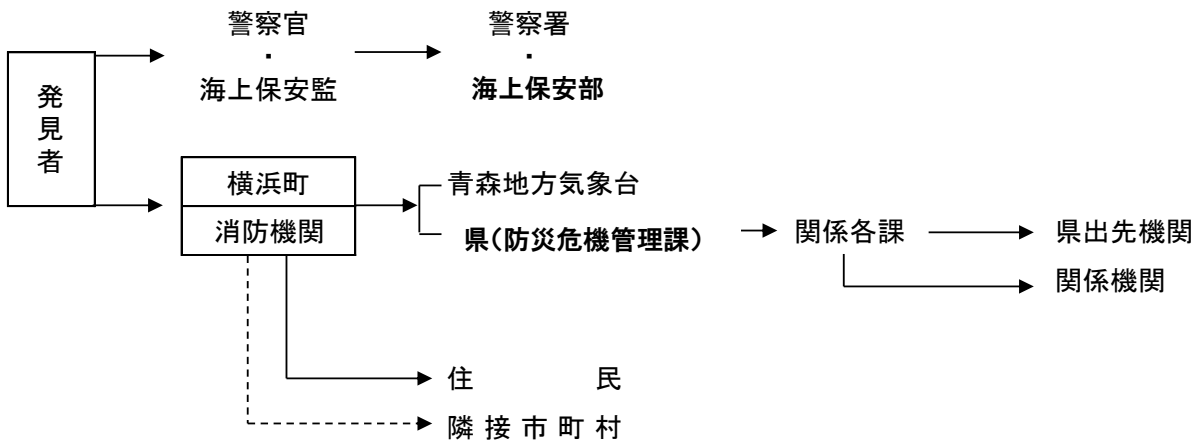 警察官
・
海上保安監
警察署
・
海上保安部
発見者
横浜町
消防機関
青森地方気象台
県(防災危機管理課)
関係各課
県出先機関
関係機関
住　　　民
隣接市町村